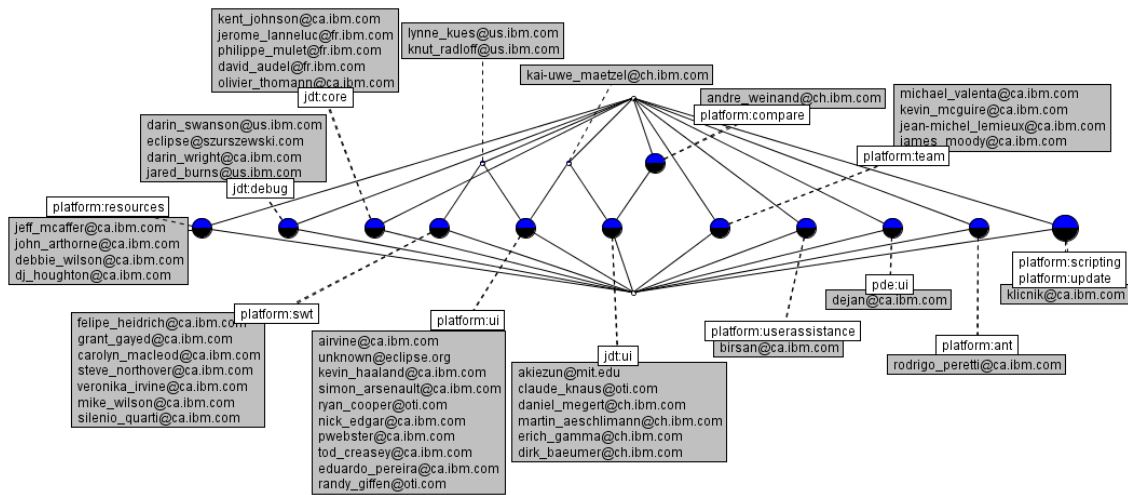 kent_johnson@ca.ibm.com
jerome_lanneluc@fr.ibm.com
philippe_mulet@fr.ibm.com
david_audel@fr.ibm.com
olivier_thomann@ca.ibm.com
jdt:core
lynne_kues@us.ibm.com
knut_radloff@us.ibm.com
kai-uwe_maetzel@ch.ibm.com
andre_weinand@ch.ibm.com
platform:compare
michael_valenta@ca.ibm.com
kevin_mcguire@ca.ibm.com
jean-michel_lemieux@ca.ibm.com
james_moody@ca.ibm.com
platform:team
darin_swanson@us.ibm.com
eclipse@szurszewski.com
darin_wright@ca.ibm.com
jared_burns@us.ibm.com
jdt:debug
platform:resources
jeff_mcaffer@ca.ibm.com
john_arthorne@ca.ibm.com
debbie_wilson@ca.ibm.com
dj_houghton@ca.ibm.com
platform:swt
felipe_heidrich@ca.ibm.com
grant_gayed@ca.ibm.com
carolyn_macleod@ca.ibm.com
steve_northover@ca.ibm.com
veronika_irvine@ca.ibm.com
mike_wilson@ca.ibm.com
silenio_quarti@ca.ibm.com
platform:ui
airvine@ca.ibm.com
unknown@eclipse.org
kevin_haaland@ca.ibm.com
simon_arsenault@ca.ibm.com
ryan_cooper@oti.com
nick_edgar@ca.ibm.com
pwebster@ca.ibm.com
tod_creasey@ca.ibm.com
eduardo_pereira@ca.ibm.com
randy_giffen@oti.com
jdt:ui
akiezun@mit.edu
claude_knaus@oti.com
daniel_megert@ch.ibm.com
martin_aeschlimann@ch.ibm.com
erich_gamma@ch.ibm.com
dirk_baeumer@ch.ibm.com
platform:userassistance
birsan@ca.ibm.com
pde:ui
dejan@ca.ibm.com
platform:ant
rodrigo_peretti@ca.ibm.com
platform:scripting
platform:update
klicnik@ca.ibm.com